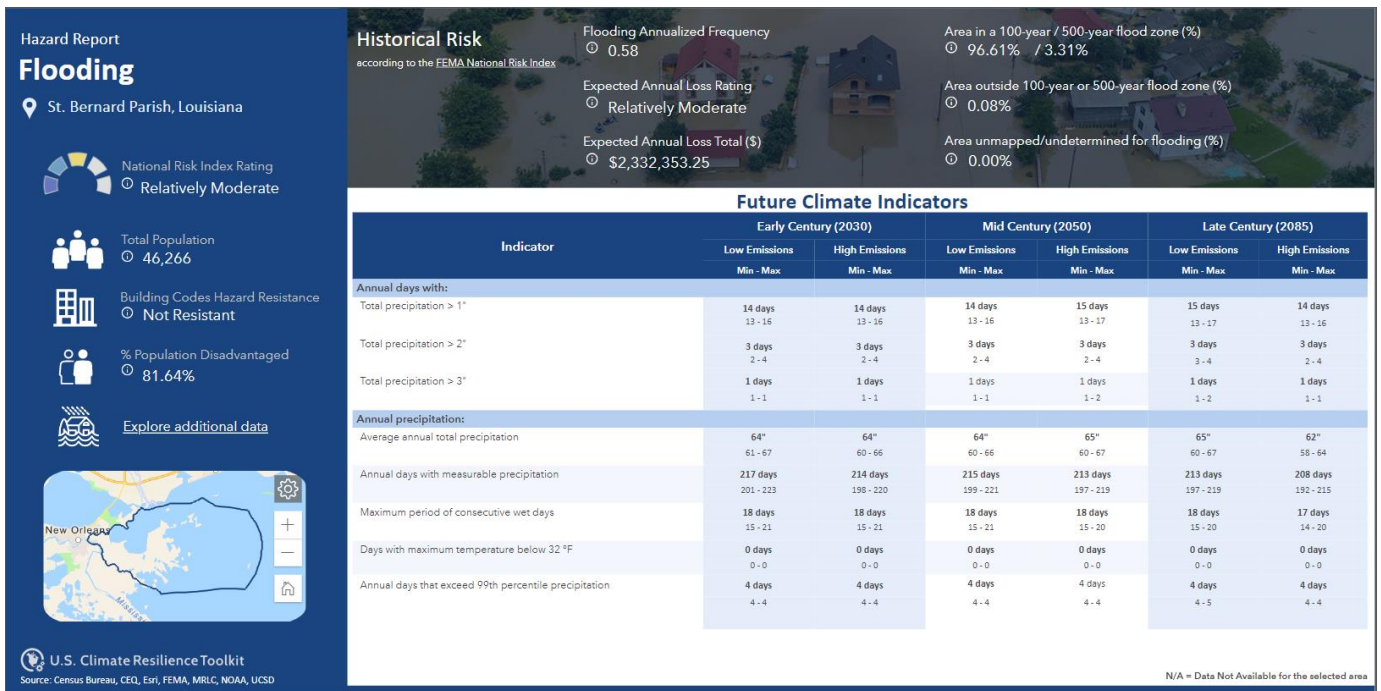 Hazard Report
Flooding
St. Bernard Parish, Louisiana
National Risk Index Rating
Relatively Moderate
Total Population
46,266
Building Codes Hazard Resistance
Not Resistant
% Population Disadvantaged
81.64%
Explore additional data
New Orleans
U.S. Climate Resilience Toolkit
Source: Census Bureau, CEQ, Esri, FEMA, MRLC, NOAA, UCSD
Historical Risk
according to the FEMA National Risk Index
Flooding Annualized Frequency
0.58
Expected Annual Loss Rating
Relatively Moderate
Expected Annual Loss Total ($)
$2,332,353.25
Area in a 100-year / 500-year flood zone (%)
96.61% / 3.31%
Area outside 100-year or 500-year flood zone (%)
0.08%
Area unmapped/undetermined for flooding (%)
0.00%
Future Climate Indicators
Indicator
Early Century (2030) Mid Century (2050) Late Century (2085)
Low Emissions High Emissions Low Emissions High Emissions Low Emissions High Emissions
Min - Max Min - Max Min - Max Min - Max Min - Max Min - Max
Annual days with:
Total precipitation > 1" 14 days 14 days 14 days 15 days 15 days 14 days
13 - 16 13 - 16 13 - 16 13 - 17 13 - 17 13 - 16
Total precipitation > 2" 3 days 3 days 3 days 3 days 3 days 3 days
2 - 4 2 - 4 2 - 4 2 - 4 3 - 4 2 - 4
Total precipitation > 3" 1 days 1 days 1 days 1 days 1 days 1 days
1 - 1 1 - 1 1 - 1 1 - 2 1 - 2 1 - 1
Annual precipitation:
Average annual total precipitation 64" 64" 64" 65" 65" 62"
61 - 67 60 - 66 60 - 66 60 - 67 60 - 67 58 - 64
Annual days with measurable precipitation 217 days 214 days 215 days 213 days 213 days 208 days
201 - 223 198 - 220 199 - 221 197 - 219 197 - 219 192 - 215
Maximum period of consecutive wet days 18 days 18 days 18 days 18 days 18 days 17 days
15 - 21 15 - 21 15 - 21 15 - 20 15 - 20 14 - 20
Days with maximum temperature below 32 °F 0 days 0 days 0 days 0 days 0 days 0 days
0 - 0 0 - 0 0 - 0 0 - 0 0 - 0 0 - 0
Annual days that exceed 99th percentile precipitation 4 days 4 days 4 days 4 days 4 days 4 days
4 - 4 4 - 4 4 - 4 4 - 4 4 - 5 4 - 4
N/A = Data Not Available for the selected area